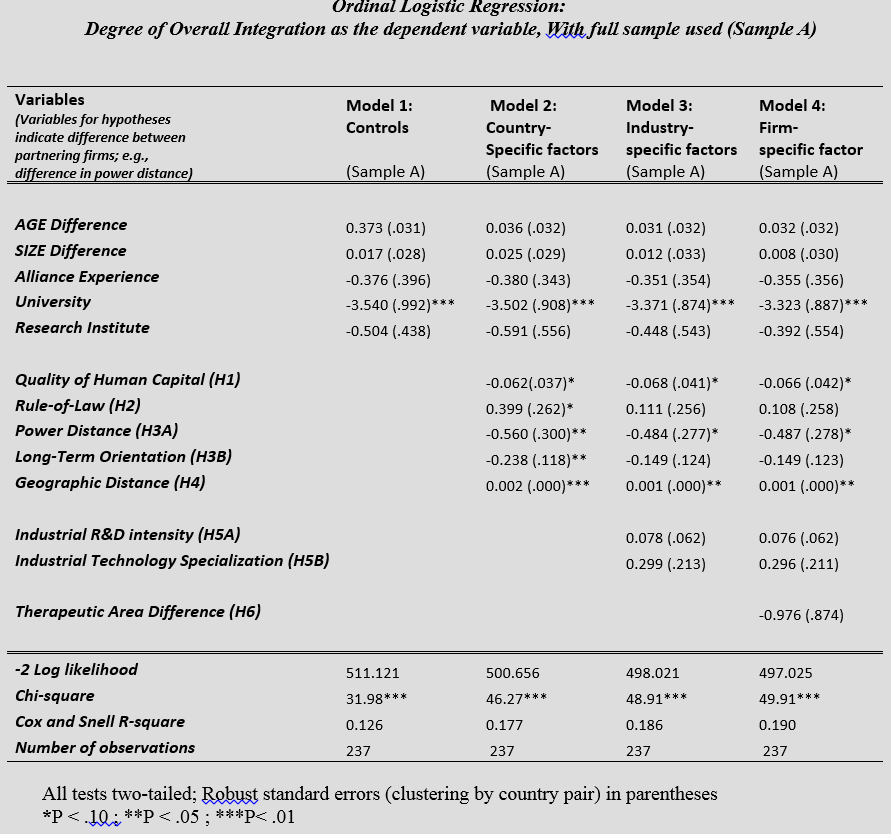 Ordinal Logistic Regression:
Degree of Overall Integration as the dependent variable, With full sample used (Sample A)
Variables
(Variables for hypotheses
indicate difference between
partnering firms; e.g.,
difference in power distance)
Model 1:
Controls
(Sample A)
Model 2:
Country-
Specific factors
(Sample A)
Model 3:
Industry-
specific factors
(Sample A)
Model 4:
Firm-
specific factor
(Sample A)
AGE Difference 0.373 (.031) 0.036 (.032) 0.031 (.032) 0.032 (.032)
SIZE Difference 0.017 (.028) 0.025 (.029) 0.012 (.033) 0.008 (.030)
Alliance Experience -0.376 (.396) -0.380 (.343) -0.351 (.354) -0.355 (.356)
University -3.540 (.992)*** -3.502 (.908)*** -3.371 (.874)*** -3.323 (.887)***
Research Institute -0.504 (.438) -0.591 (.556) -0.448 (.543) -0.392 (.554)
Quality of Human Capital (H1) -0.062(.037)* -0.068 (.041)* -0.066 (.042)*
Rule-of-Law (H2) 0.399 (.262)* 0.111 (.256) 0.108 (.258)
Power Distance (H3A) -0.560 (.300)** -0.484 (.277)* -0.487 (.278)*
Long-Term Orientation (H3B) -0.238 (.118)** -0.149 (.124) -0.149 (.123)
Geographic Distance (H4) 0.002 (.000)*** 0.001 (.000)** 0.001 (.000)**
Industrial R&D intensity (H5A) 0.078 (.062) 0.076 (.062)
Industrial Technology Specialization (H5B) 0.299 (.213) 0.296 (.211)
Therapeutic Area Difference (H6) -0.976 (.874)
-2 Log likelihood 511.121 500.656 498.021 497.025
Chi-square 31.98*** 46.27*** 48.91*** 49.91***
Cox and Snell R-square 0.126 0.177 0.186 0.190
Number of observations 237 237 237 237
All tests two-tailed; Robust standard errors (clustering by country pair) in parentheses
*P < .10 ; **P < .05 ; ***P< .01